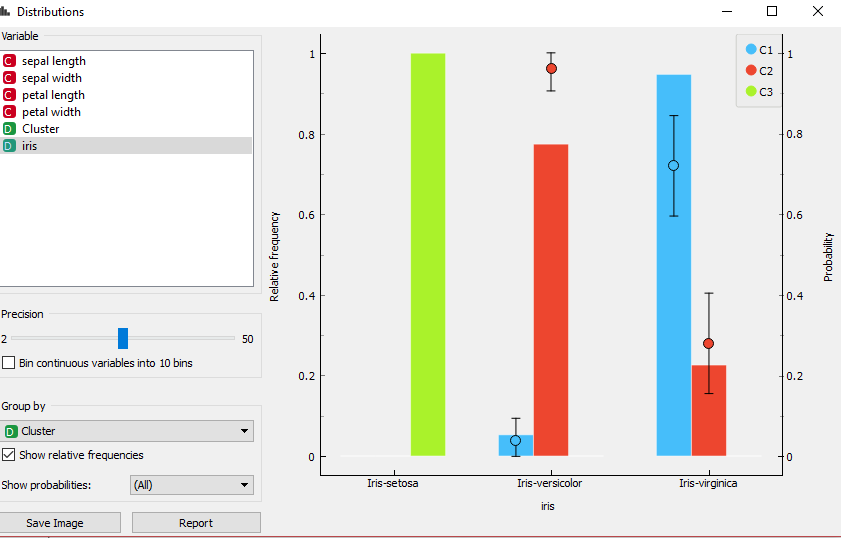 Distributions
Variable
C sepal length
C sepal width
C petal length
C petal width
D Cluster
D iris
Precision
2 50
Bin continuous variables into 10 bins
Group by
D Cluster
Show relative frequencies
Show probabilities: (All)
Save Image Report
Relative frequency
1
0.8
0.6
0.4
0.2
0
C1
C2
C3
1
0.8
0.6
0.4
0.2
0
Probability
Iris-setosa Iris-versicolor Iris-virginica
iris